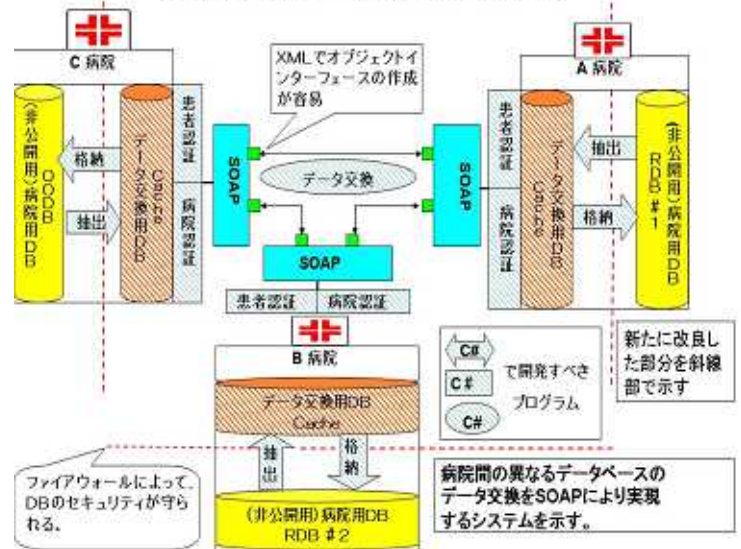 C 病院
A 病院
XMLでオブジェクトイ
ンターフェースの作成
が容易
(非公開用)病院用DB
OODB
格納
抽出
データ交換用DB
Cache
患者認証
病院認証
SOAP
データ交換
SOAP
患者認証
病院認証
データ交換用DB
Cache
抽出
格納
(非公開用)病院用DB
RDB #1
SOAP
患者認証
病院認証
B 病院
データ交換用DB
Cache
抽出
格納
(非公開用)病院用DB
RDB #2
C#
C#
C#
で開発すべき
プログラム
新たに改良し
た部分を斜線
部で示す
ファイアウォールによって、
DBのセキュリティが守ら
れる。
病院間の異なるデータベースの
データ交換をSOAPにより実現
するシステムを示す。